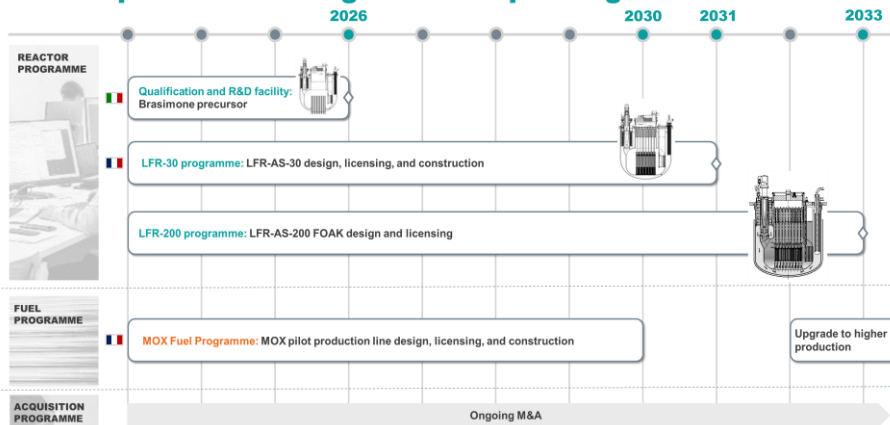 2026
2030
2031
2033
REACTOR
PROGRAMME
Qualification and R&D facility:
Brasimone precursor
LFR-30 programme: LFR-AS-30 design, licensing, and construction
LFR-200 programme: LFR-AS-200 FOAK design and licensing
FUEL
PROGRAMME
MOX Fuel Programme: MOX pilot production line design, licensing, and construction
Upgrade to higher
production
ACQUISITION
PROGRAMME
Ongoing M&A